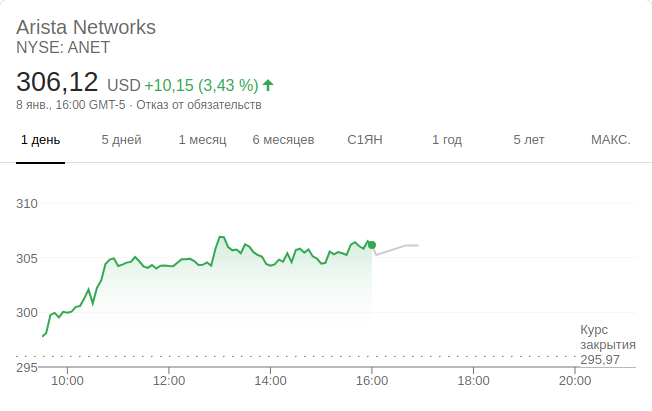 Arista Networks
NYSE: ANET
306,12 USD +10,15 (3,43 %)
8 янв., 16:00 GMT-5 · Отказ от обязательств
1 день 5 дней 1 месяц 6 месяцев С1ЯН 1 год 5 лет МАКС.
310
305
300
295
Курс
закрытия
295,97
10:00 12:00 14:00 16:00 18:00 20:00